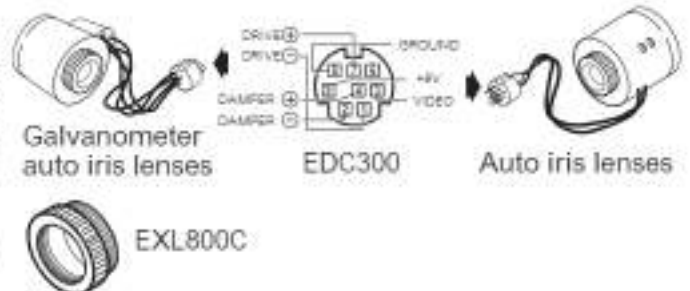 DRIVE ⊕
DRIVE ⊖
GROUND
+9V
DAMPER ⊕
VIDEO
DAMPER ⊖
Galvanometer
auto iris lenses
EDC300
Auto iris lenses
EXL800C